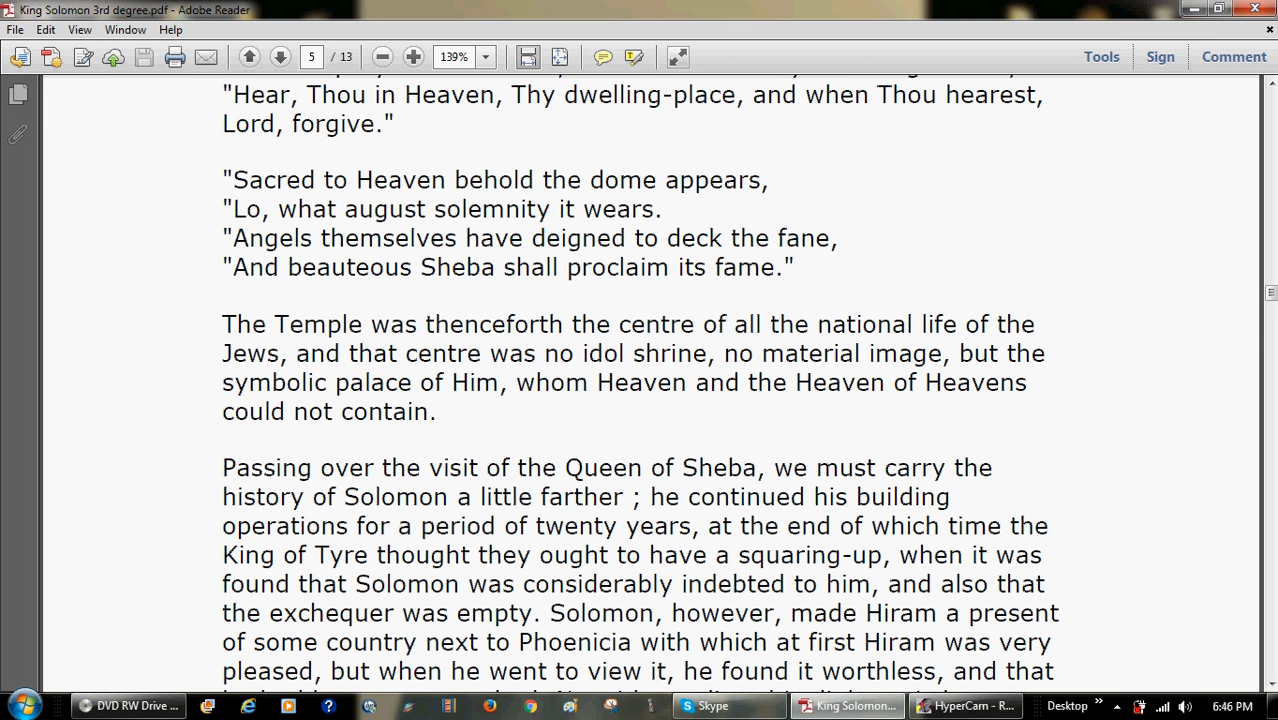 King Solomon 3rd degree.pdf - Adobe Reader
File Edit View Window Help
5 / 13 139% Tools Sign Comment
"Hear, Thou in Heaven, Thy dwelling-place, and when Thou hearest,
Lord, forgive."
"Sacred to Heaven behold the dome appears,
"Lo, what august solemnity it wears.
"Angels themselves have deigned to deck the fane,
"And beauteous Sheba shall proclaim its fame."
The Temple was thenceforth the centre of all the national life of the
Jews, and that centre was no idol shrine, no material image, but the
symbolic palace of Him, whom Heaven and the Heaven of Heavens
could not contain.
Passing over the visit of the Queen of Sheba, we must carry the
history of Solomon a little farther ; he continued his building
operations for a period of twenty years, at the end of which time the
King of Tyre thought they ought to have a squaring-up, when it was
found that Solomon was considerably indebted to him, and also that
the exchequer was empty. Solomon, however, made Hiram a present
of some country next to Phoenicia with which at first Hiram was very
pleased, but when he went to view it, he found it worthless, and that
DVD RW Drive ... Skype King Solomon... HyperCam - R... Desktop 6:46 PM